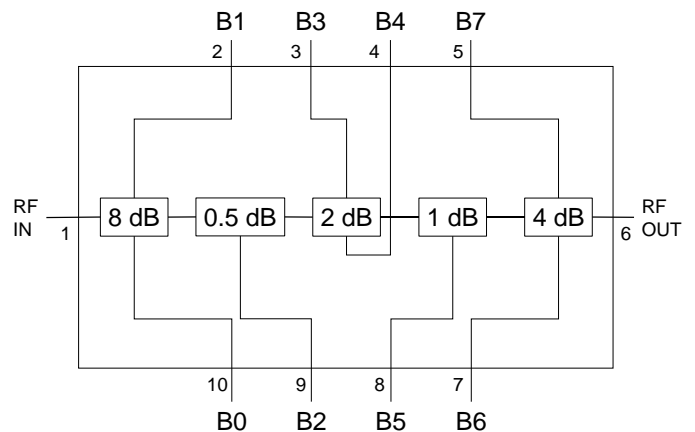 B1 B3 B4 B7
2 3 4 5
RF IN
1
8 dB 0.5 dB 2 dB 1 dB 4 dB
6
RF OUT
10 9 8 7
B0 B2 B5 B6